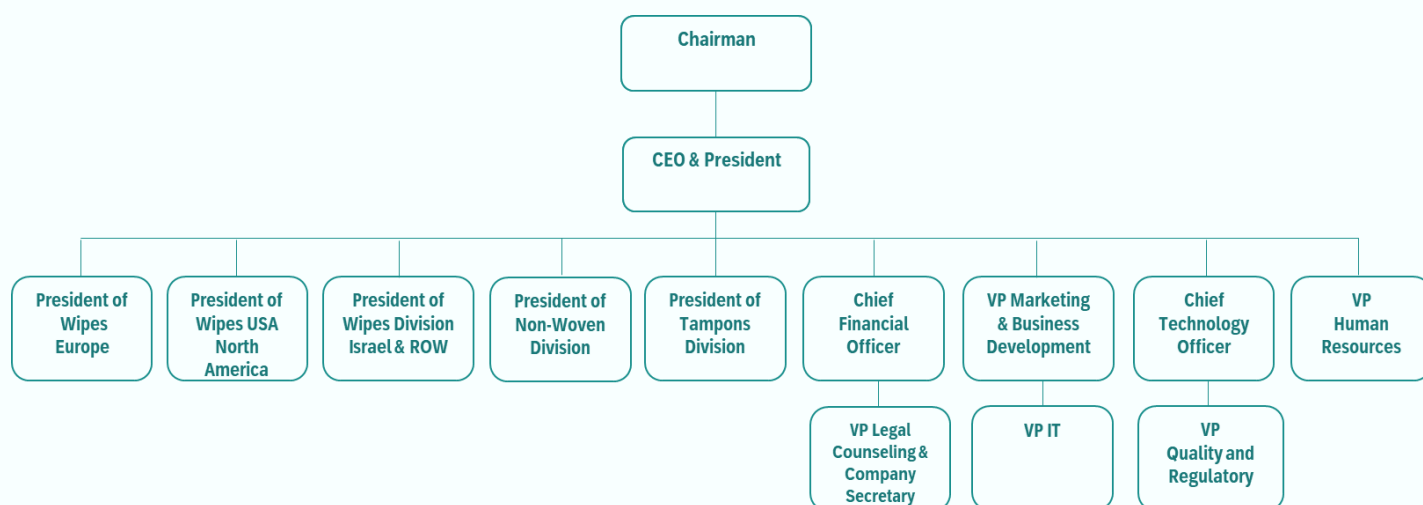 Chairman
CEO & President
President of
Wipes
Europe
President of
Wipes USA
North
America
President of
Wipes Division
Israel & ROW
President of
Non-Woven
Division
President of
Tampons
Division
Chief
Financial
Officer
VP Marketing
& Business
Development
Chief
Technology
Officer
VP
Human
Resources
VP Legal
Counseling &
Company
Secretary
VP IT
VP
Quality and
Regulatory